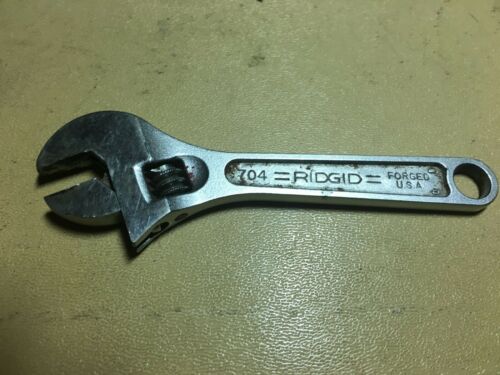 704 =RIDGID= FORGED
U.S.A.